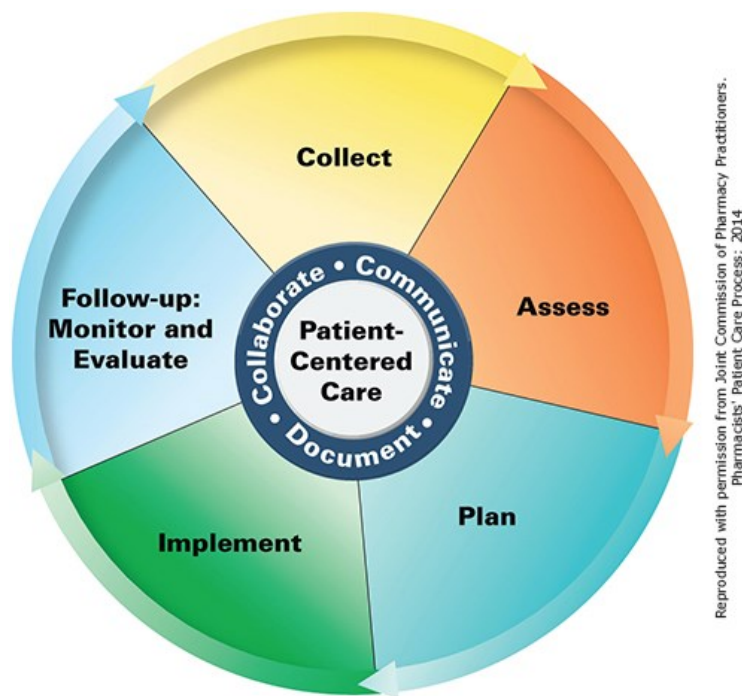 Collect
Assess
Plan
Implement
Follow-up:
Monitor and
Evaluate
Collaborate • Communicate • Document •
Patient-
Centered
Care
Reproduced with permission from Joint Commission of Pharmacy Practitioners.
Pharmacists' Patient Care Process; 2014